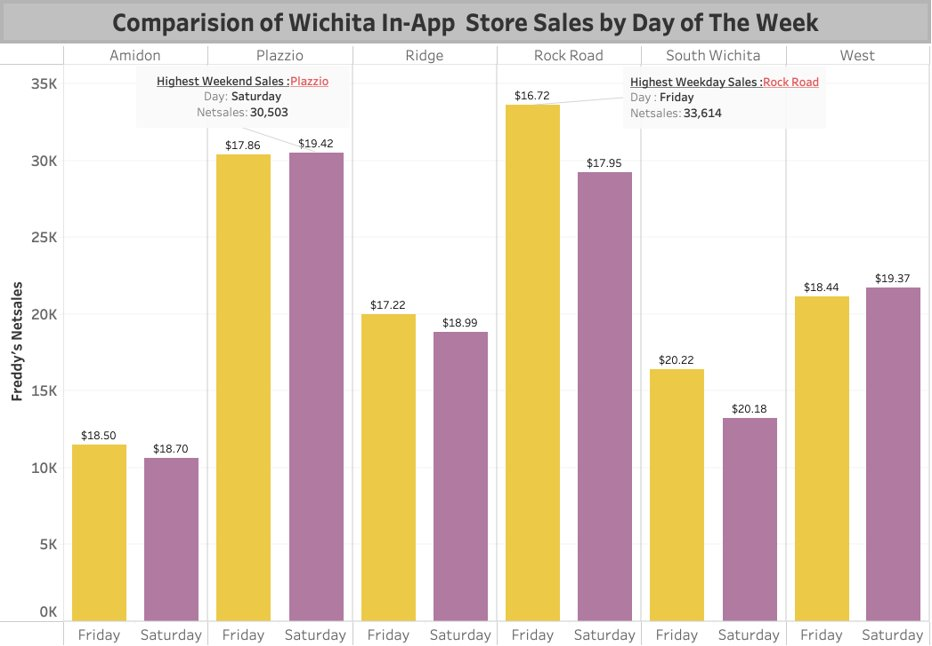 Comparision of Wichita In-App  Store Sales by Day of The Week
Amidon Plazzio Ridge Rock Road South Wichita West
35K
Highest Weekend Sales :Plazzio
Day: Saturday
Netsales: 30,503
Highest Weekday Sales :Rock Road
Day : Friday
Netsales: 33,614
$16.72
$17.86 $19.42
30K
$17.95
25K
$18.44 $19.37
20K
$17.22 $18.99
Freddy's Netsales
15K
$20.22
$20.18
$18.50 $18.70
10K
5K
0K
Friday Saturday Friday Saturday Friday Saturday Friday Saturday Friday Saturday Friday Saturday